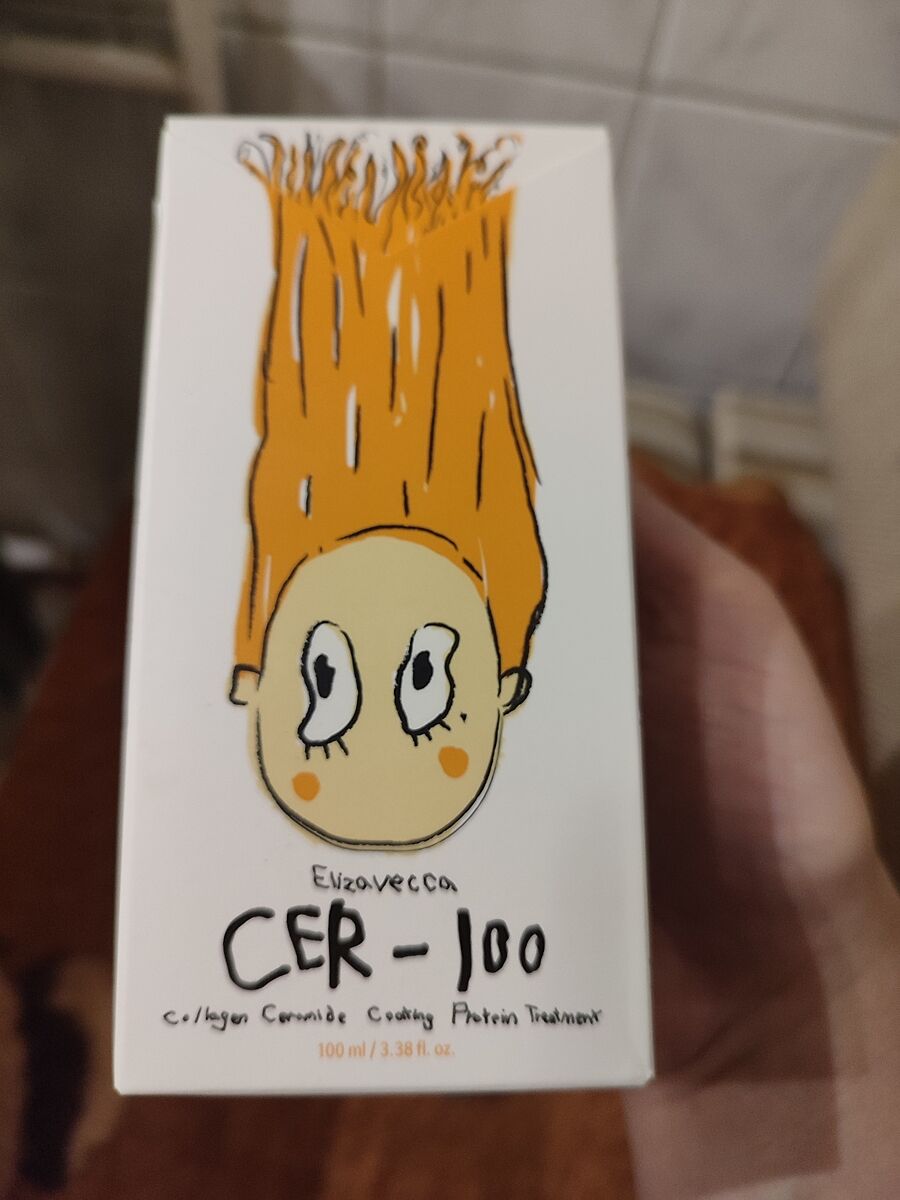 Elizavecca
CER-100
Collagen Ceramide Coating Protein Treatment
100 ml / 3.38 fl. oz.